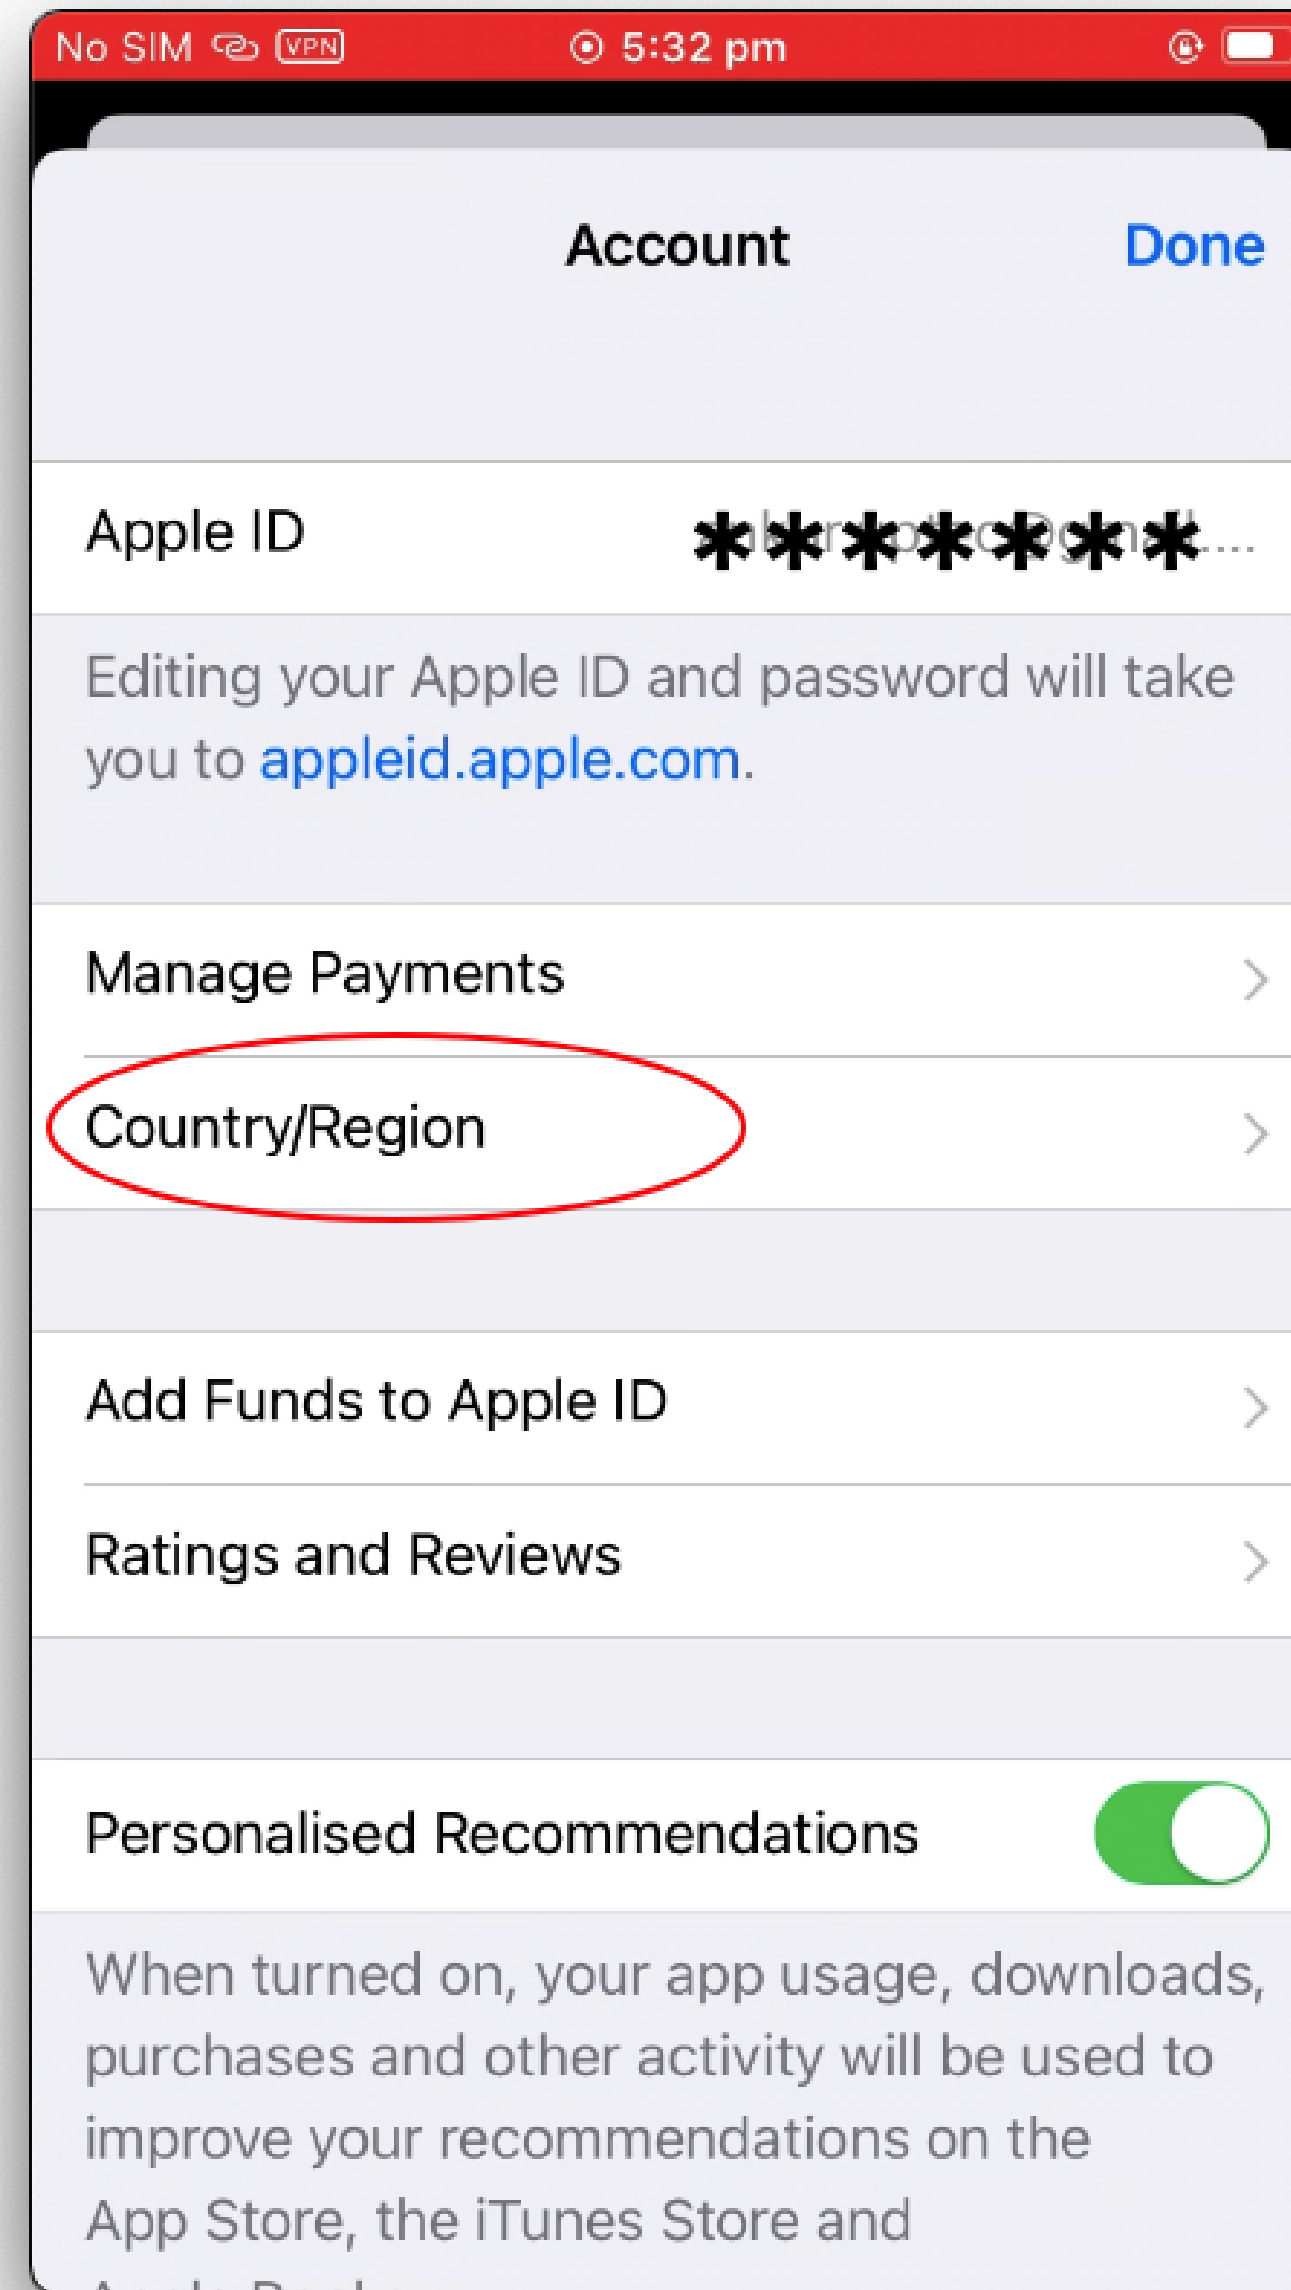 No SIM VPN 5:32 pm
Account Done
Apple ID *******....
Editing your Apple ID and password will take
you to appleid.apple.com.
Manage Payments
Country/Region
Add Funds to Apple ID
Ratings and Reviews
Personalised Recommendations
When turned on, your app usage, downloads,
purchases and other activity will be used to
improve your recommendations on the
App Store, the iTunes Store and